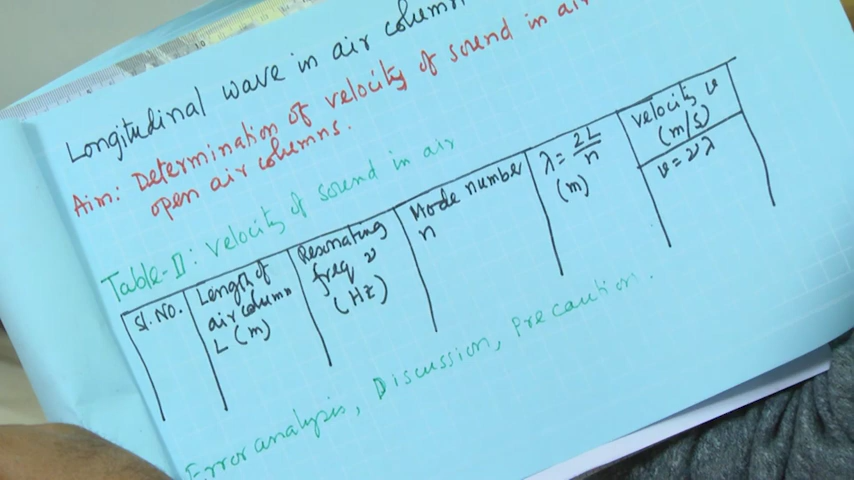 Longitudinal wave in air column
Aim: Determination of velocity of sound in air
open air columns.
Table-II: Velocity of sound in air
Sl. No.
Length of
air column
L (m)
Resonating
freq ν
(Hz)
Mode number
n
λ = 2L/n
(m)
velocity v
(m/s)
v = νλ
Error analysis, Discussion, Precaution.